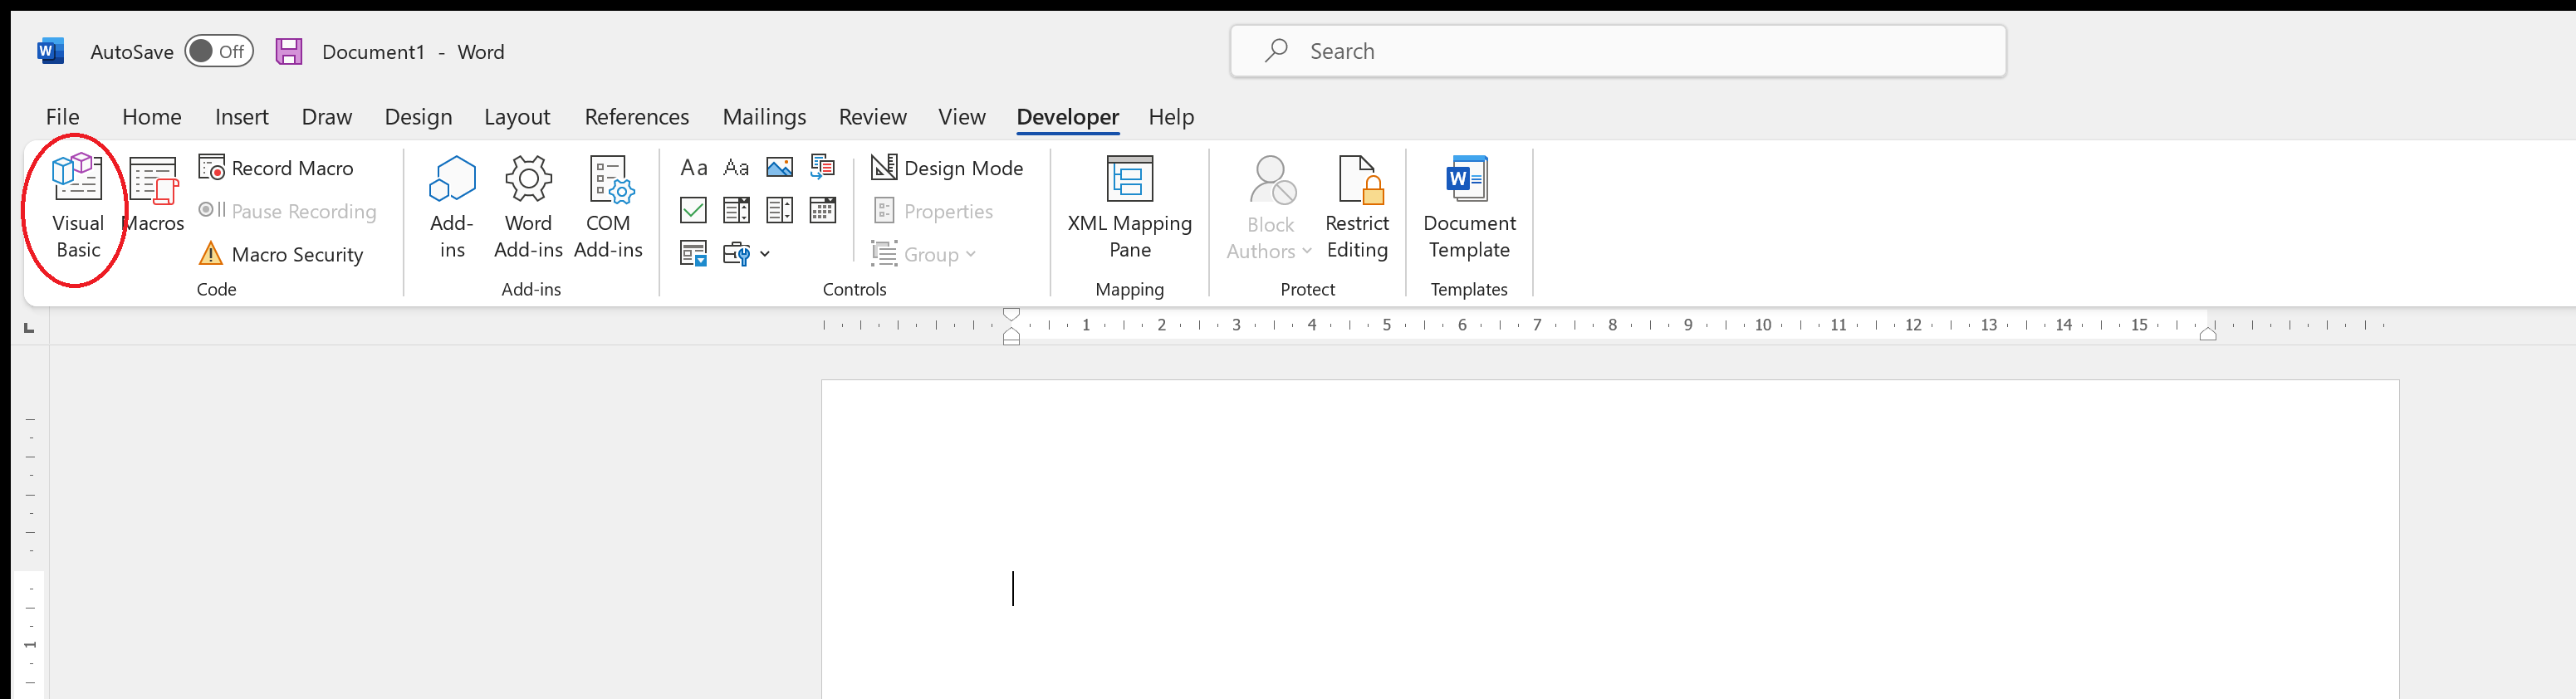 AutoSave Off Document1 - Word Search
File Home Insert Draw Design Layout References Mailings Review View Developer Help
Visual Basic
Macros
Record Macro
Pause Recording
Macro Security
Code
Add-ins
Word Add-ins
COM Add-ins
Add-ins
Aa Aa
Design Mode
Properties
Group
Controls
XML Mapping Pane
Mapping
Block Authors
Restrict Editing
Protect
Document Template
Templates
1 2 3 4 5 6 7 8 9 10 11 12 13 14 15
1